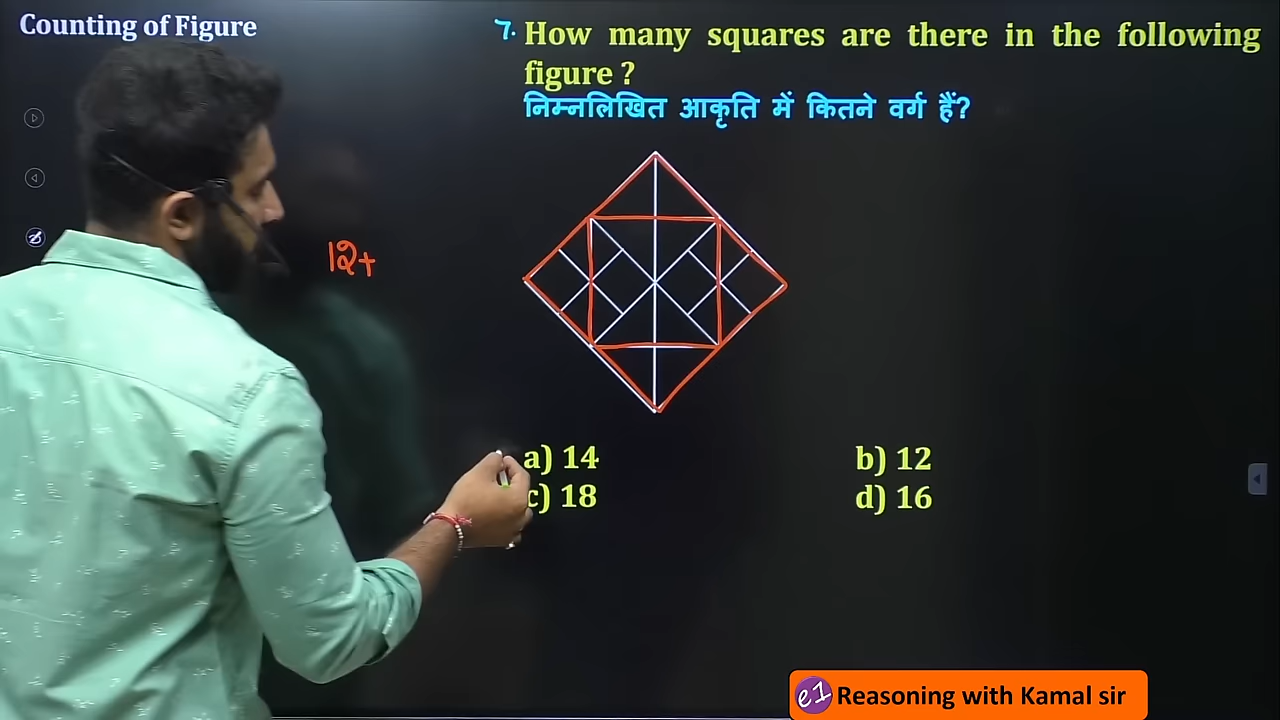 Counting of Figure
7. How many squares are there in the following
figure ?
निम्नलिखित आकृति में कितने वर्ग हैं?
12+
a) 14
b) 12
c) 18
d) 16
e1 Reasoning with Kamal sir